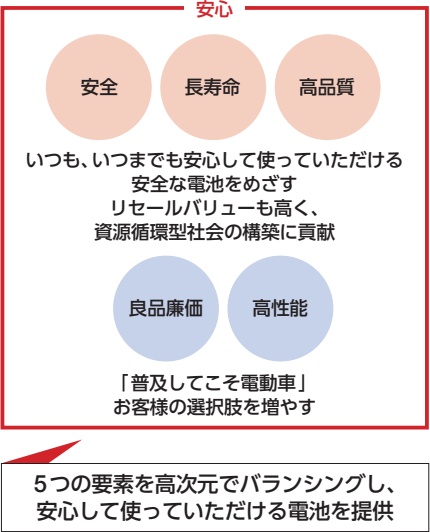 安心
安全 長寿命 高品質
いつも、いつまでも安心して使っていただける
安全な電池をめざす
リセールバリューも高く、
資源循環型社会の構築に貢献
良品廉価 高性能
「普及してこそ電動車」
お客様の選択肢を増やす
5つの要素を高次元でバランシングし、
安心して使っていただける電池を提供